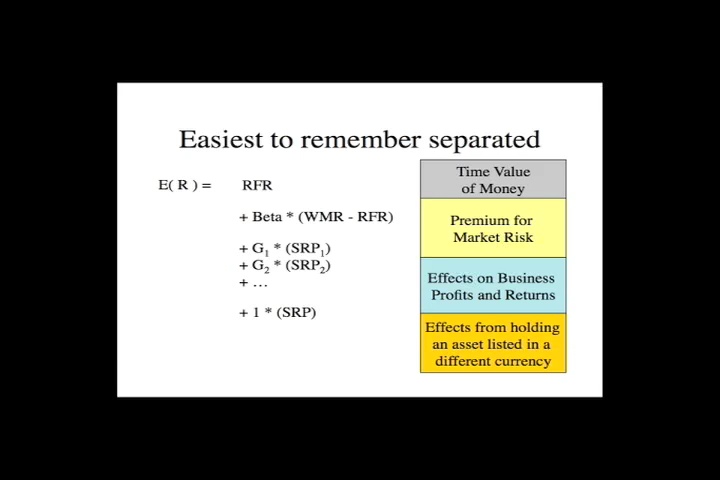 Easiest to remember separated
E( R ) = RFR
+ Beta * (WMR - RFR)
+ G₁ * (SRP₁)
+ G₂ * (SRP₂)
+ …
+ 1 * (SRP)
Time Value
of Money
Premium for
Market Risk
Effects on Business
Profits and Returns
Effects from holding
an asset listed in a
different currency